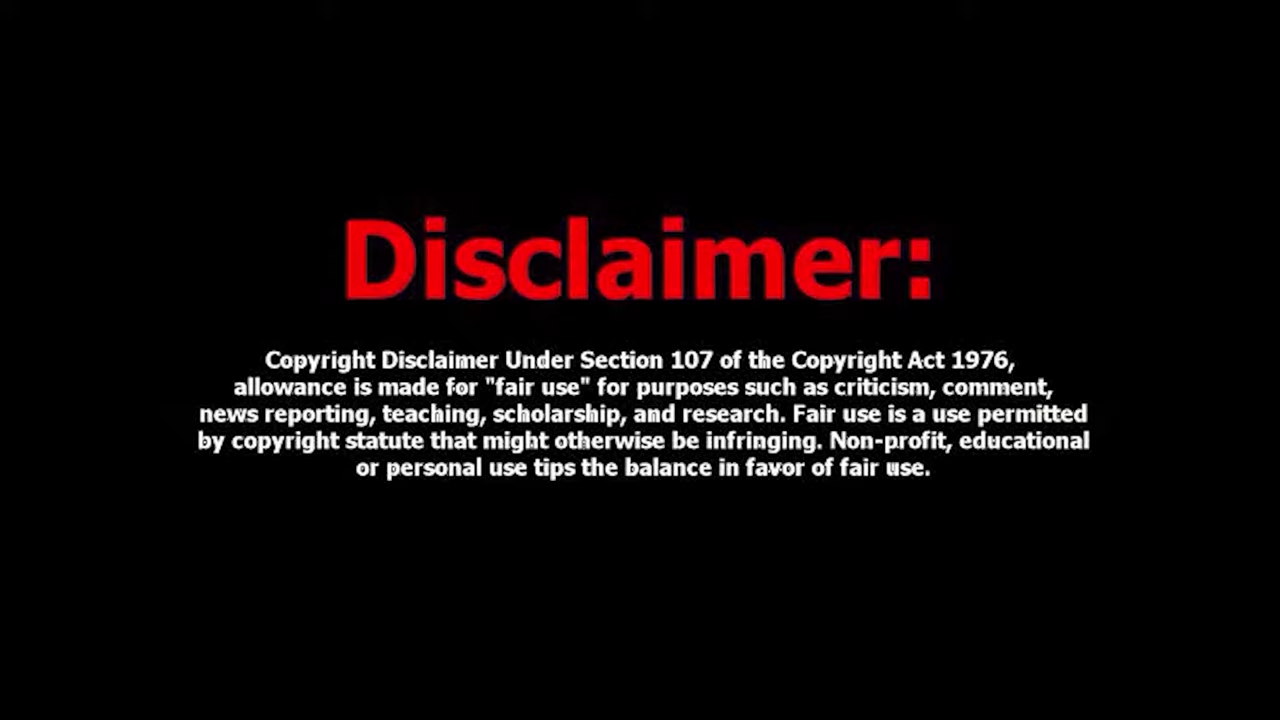 Disclaimer:
Copyright Disclaimer Under Section 107 of the Copyright Act 1976,
allowance is made for "fair use" for purposes such as criticism, comment,
news reporting, teaching, scholarship, and research. Fair use is a use permitted
by copyright statute that might otherwise be infringing. Non-profit, educational
or personal use tips the balance in favor of fair use.